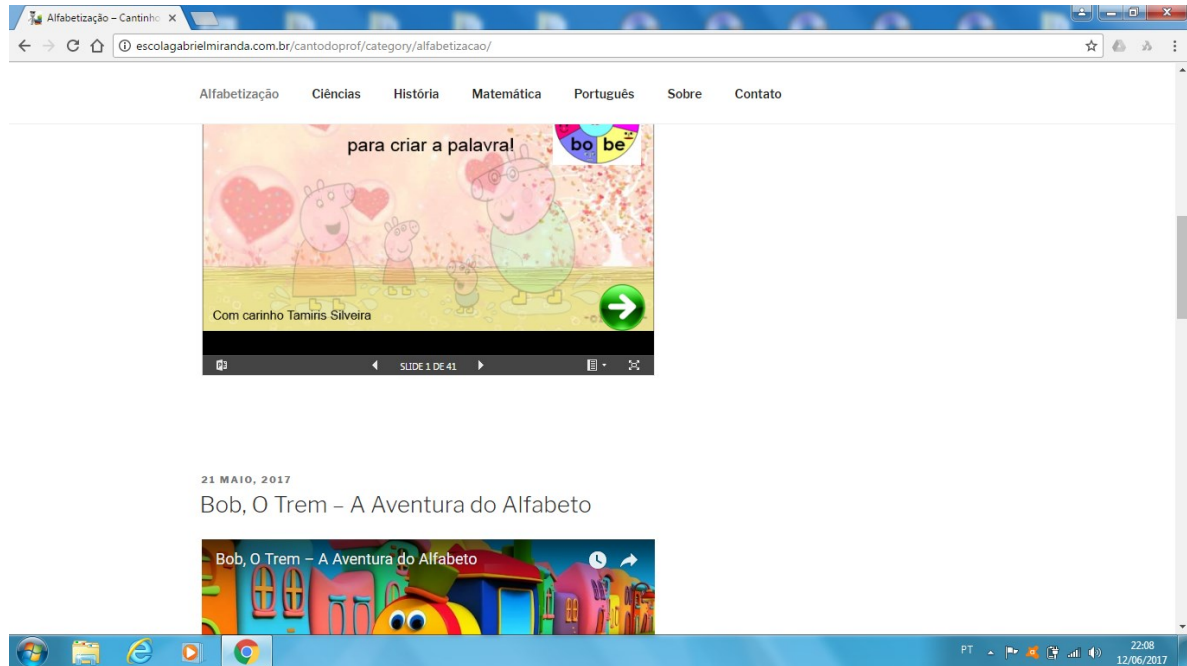 Alfabetização – Cantinho
escolagabrielmiranda.com.br/cantodoprof/category/alfabetizacao/
Alfabetização Ciências História Matemática Português Sobre Contato
para criar a palavra!
bo be
Com carinho Tamiris Silveira
SLIDE 1 DE 41
21 MAIO, 2017
Bob, O Trem – A Aventura do Alfabeto
Bob, O Trem – A Aventura do Alfabeto
PT
22:08
12/06/2017